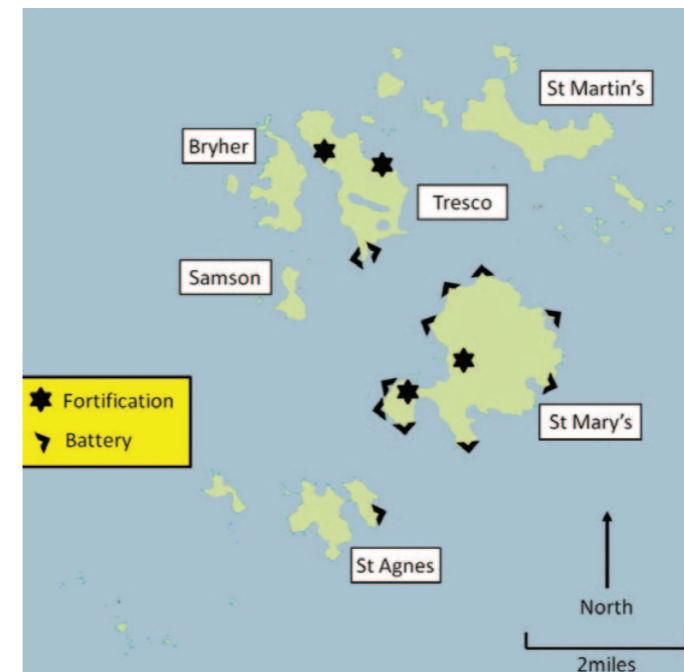 St Martin's
Bryher
Tresco
Samson
Fortification
Battery
St Mary's
St Agnes
North
2miles